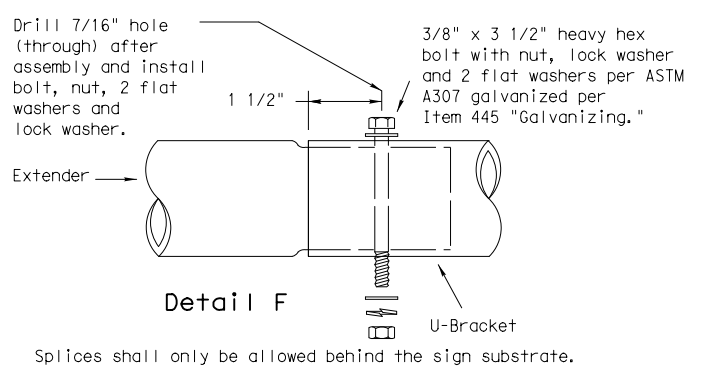 Drill 7/16" hole
(through) after
assembly and install
bolt, nut, 2 flat
washers and
lock washer.
3/8" x 3 1/2" heavy hex
bolt with nut, lock washer
and 2 flat washers per ASTM
A307 galvanized per
Item 445 "Galvanizing."
1 1/2"
Extender
Detail F
U-Bracket
Splices shall only be allowed behind the sign substrate.